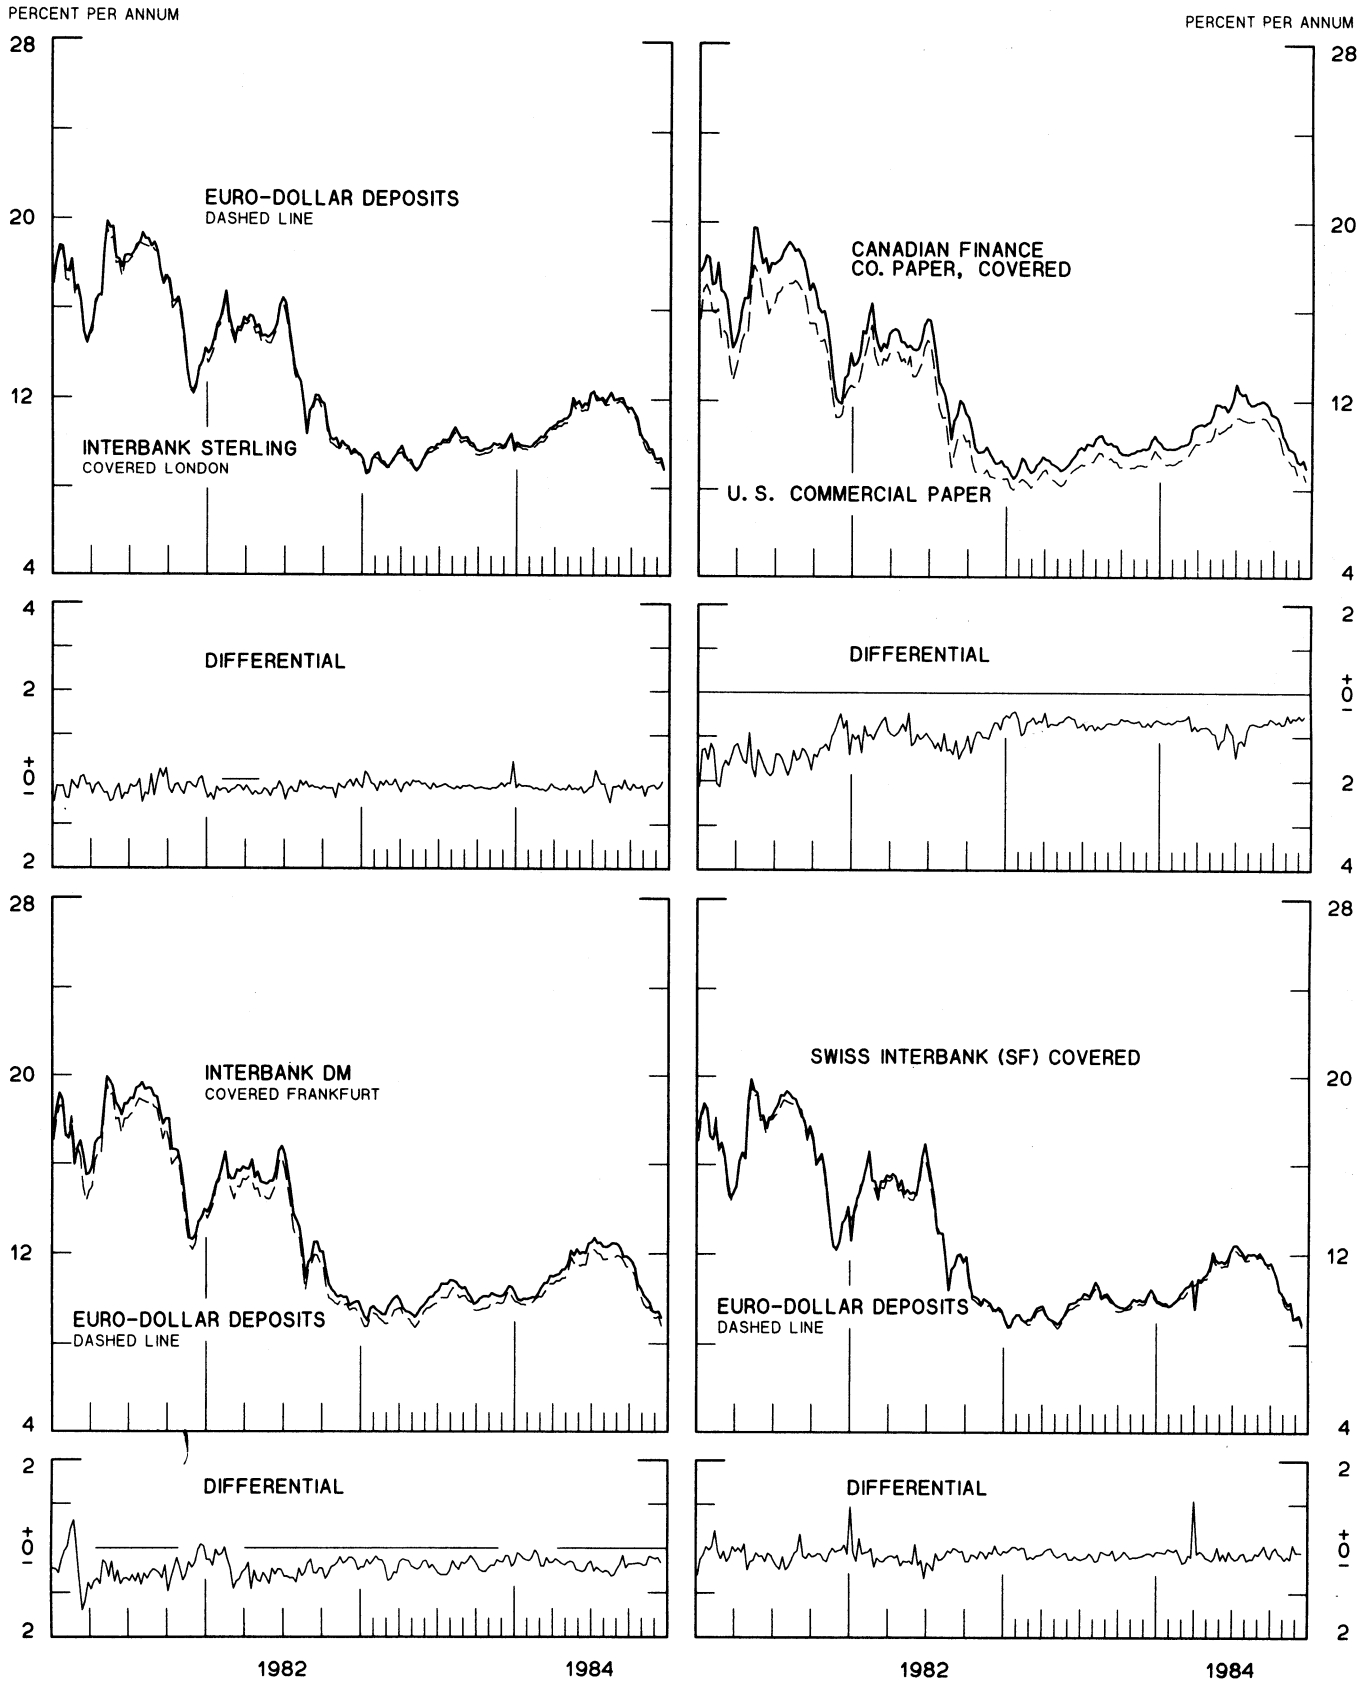 PERCENT PER ANNUM
PERCENT PER ANNUM
28
20
12
4
EURO-DOLLAR DEPOSITS
DASHED LINE
INTERBANK STERLING
COVERED LONDON
28
20
12
4
CANADIAN FINANCE
CO. PAPER, COVERED
U. S. COMMERCIAL PAPER
4
2
+
0
−
2
DIFFERENTIAL
2
+
0
−
2
4
DIFFERENTIAL
28
20
12
4
INTERBANK DM
COVERED FRANKFURT
EURO-DOLLAR DEPOSITS
DASHED LINE
28
20
12
4
SWISS INTERBANK (SF) COVERED
EURO-DOLLAR DEPOSITS
DASHED LINE
2
+
0
−
2
DIFFERENTIAL
2
+
0
−
2
DIFFERENTIAL
1982 1984
1982 1984